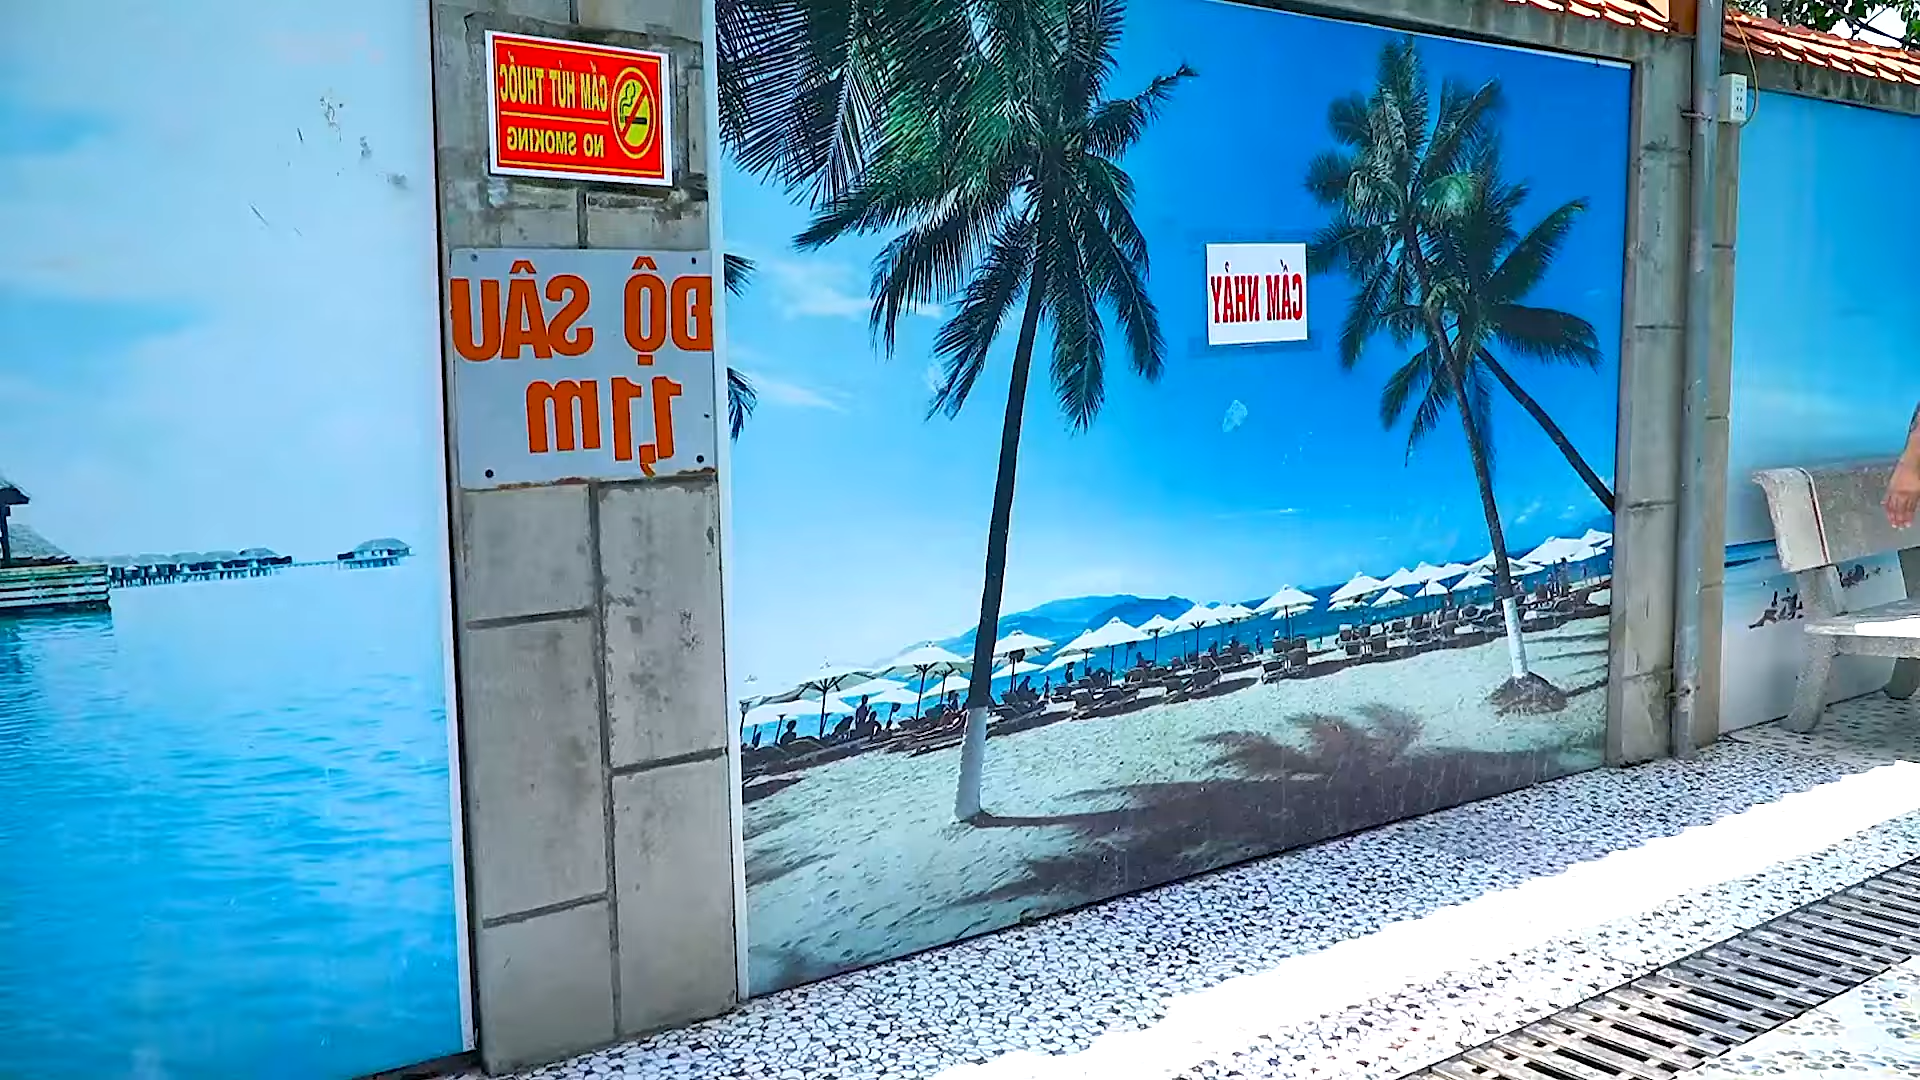 CẤM HÚT THUỐC
NO SMOKING
ĐỘ SÂU
1,1m
CẤM NHẢY